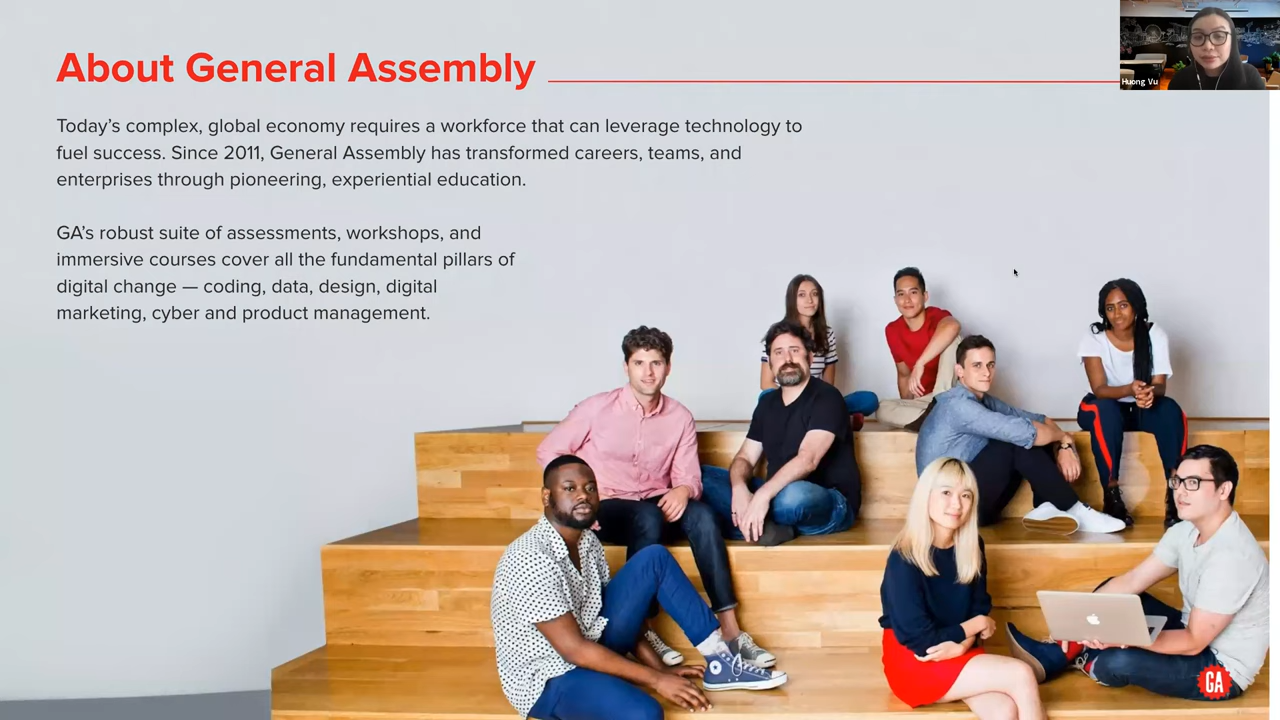 About General Assembly
Huong Vu
Today’s complex, global economy requires a workforce that can leverage technology to
fuel success. Since 2011, General Assembly has transformed careers, teams, and
enterprises through pioneering, experiential education.
GA’s robust suite of assessments, workshops, and
immersive courses cover all the fundamental pillars of
digital change — coding, data, design, digital
marketing, cyber and product management.
GA